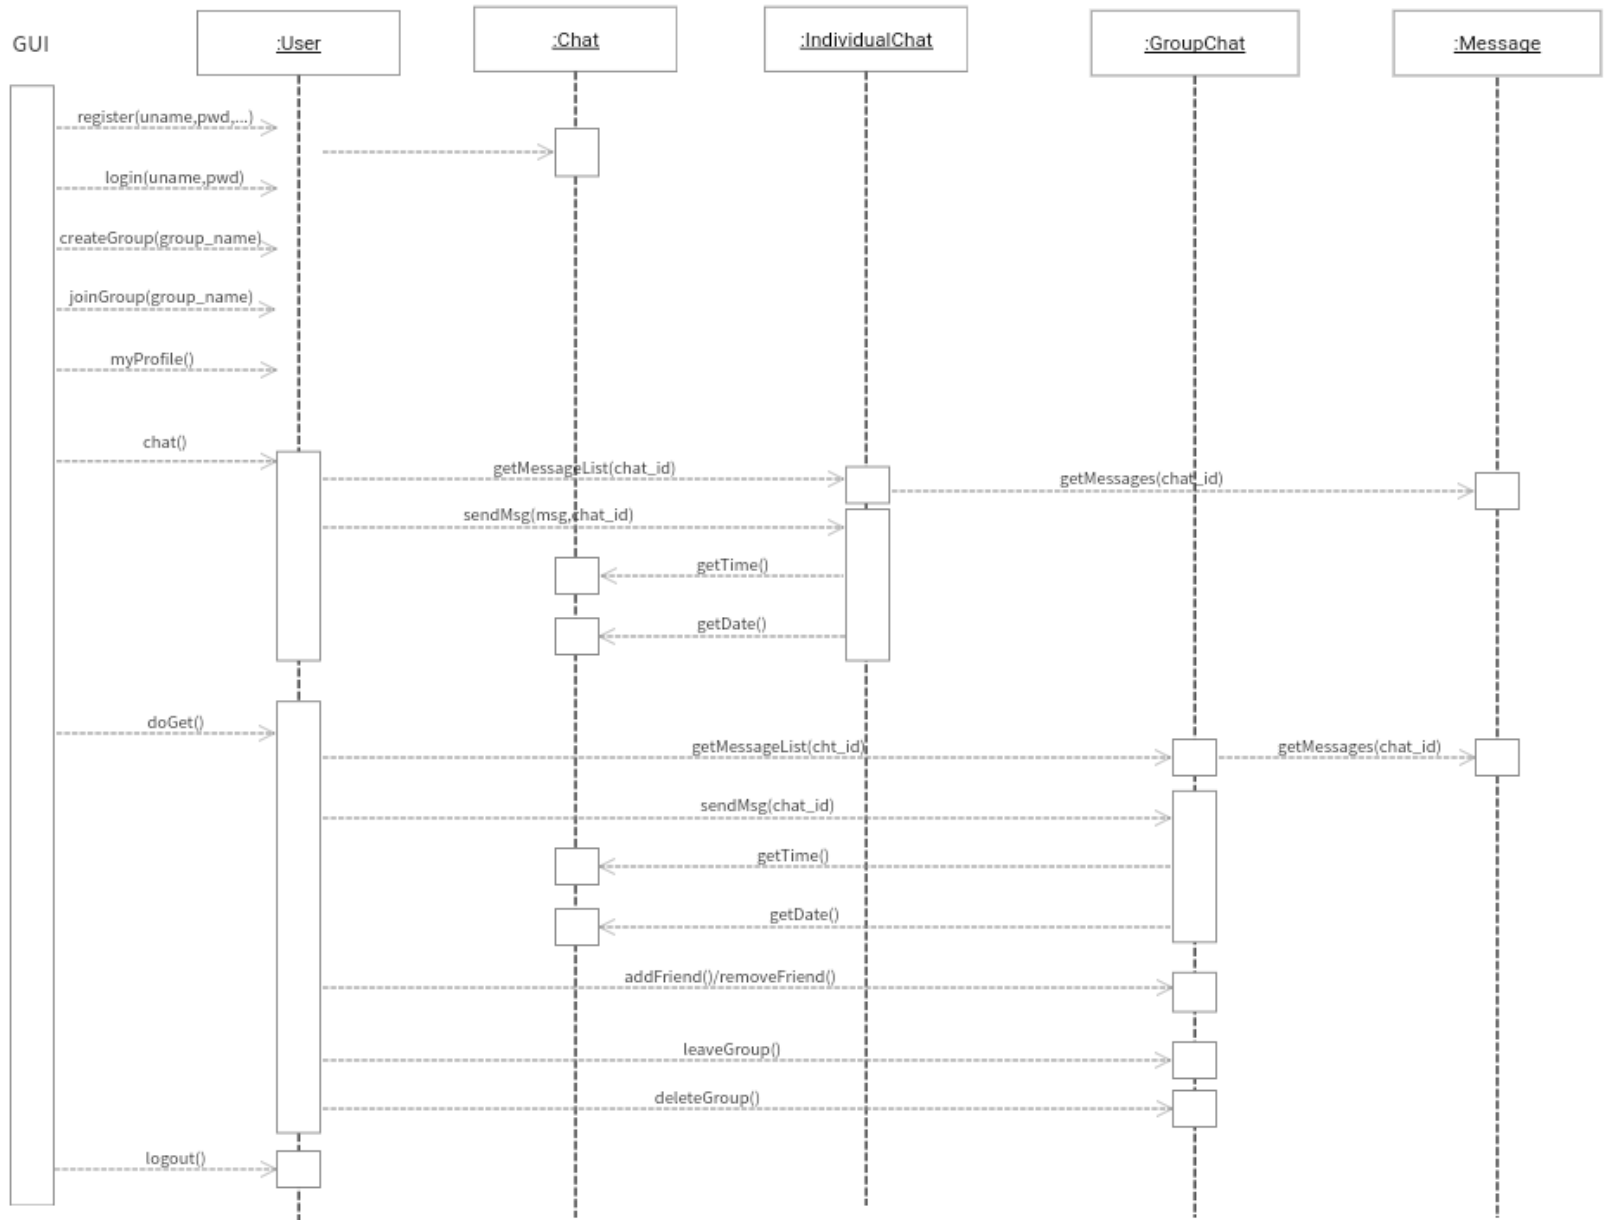 GUI
:User
:Chat
:IndividualChat
:GroupChat
:Message
register(uname,pwd,...)
login(uname,pwd)
createGroup(group_name)
joinGroup(group_name)
myProfile()
chat()
getMessageList(chat_id)
getMessages(chat_id)
sendMsg(msg,chat_id)
getTime()
getDate()
doGet()
getMessageList(cht_id)
getMessages(chat_id)
sendMsg(chat_id)
getTime()
getDate()
addFriend()/removeFriend()
leaveGroup()
deleteGroup()
logout()